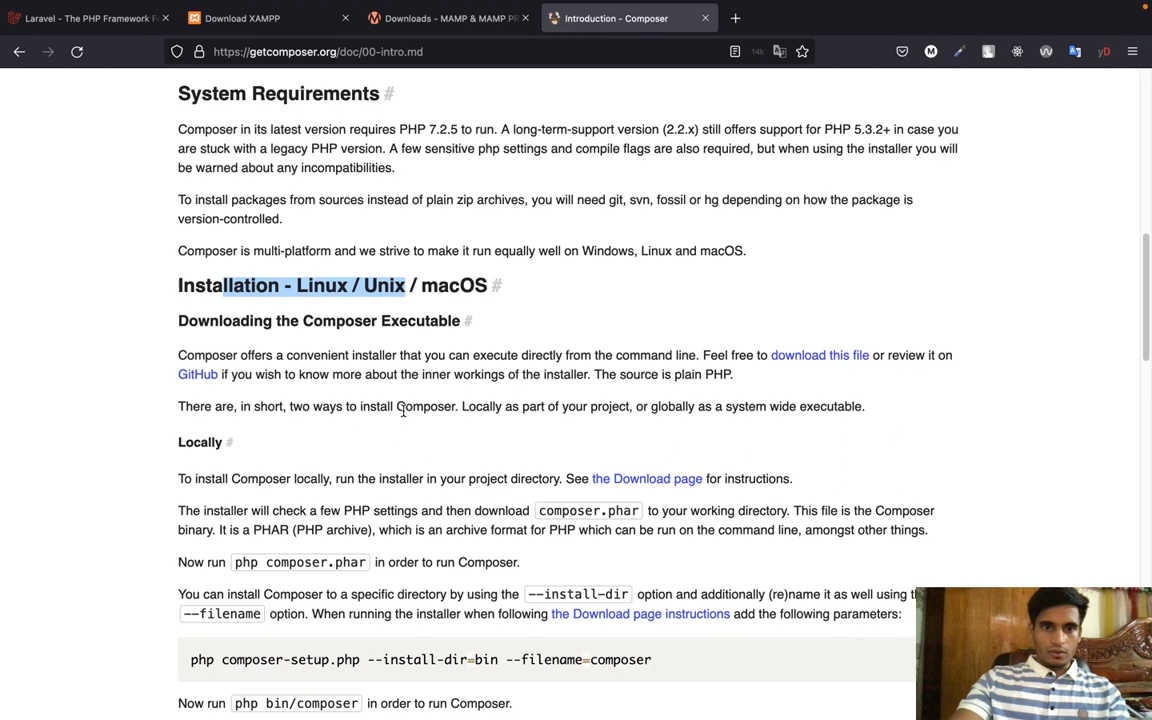 Laravel - The PHP Framework F
Download XAMPP
Downloads - MAMP & MAMP PR
Introduction - Composer
https://getcomposer.org/doc/00-intro.md
System Requirements #
Composer in its latest version requires PHP 7.2.5 to run. A long-term-support version (2.2.x) still offers support for PHP 5.3.2+ in case you
are stuck with a legacy PHP version. A few sensitive php settings and compile flags are also required, but when using the installer you will
be warned about any incompatibilities.
To install packages from sources instead of plain zip archives, you will need git, svn, fossil or hg depending on how the package is
version-controlled.
Composer is multi-platform and we strive to make it run equally well on Windows, Linux and macOS.
Installation - Linux / Unix / macOS #
Downloading the Composer Executable #
Composer offers a convenient installer that you can execute directly from the command line. Feel free to download this file or review it on
GitHub if you wish to know more about the inner workings of the installer. The source is plain PHP.
There are, in short, two ways to install Composer. Locally as part of your project, or globally as a system wide executable.
Locally #
To install Composer locally, run the installer in your project directory. See the Download page for instructions.
The installer will check a few PHP settings and then download composer.phar to your working directory. This file is the Composer
binary. It is a PHAR (PHP archive), which is an archive format for PHP which can be run on the command line, amongst other things.
Now run php composer.phar in order to run Composer.
You can install Composer to a specific directory by using the --install-dir option and additionally (re)name it as well using
--filename option. When running the installer when following the Download page instructions add the following parameters:
php composer-setup.php --install-dir=bin --filename=composer
Now run php bin/composer in order to run Composer.